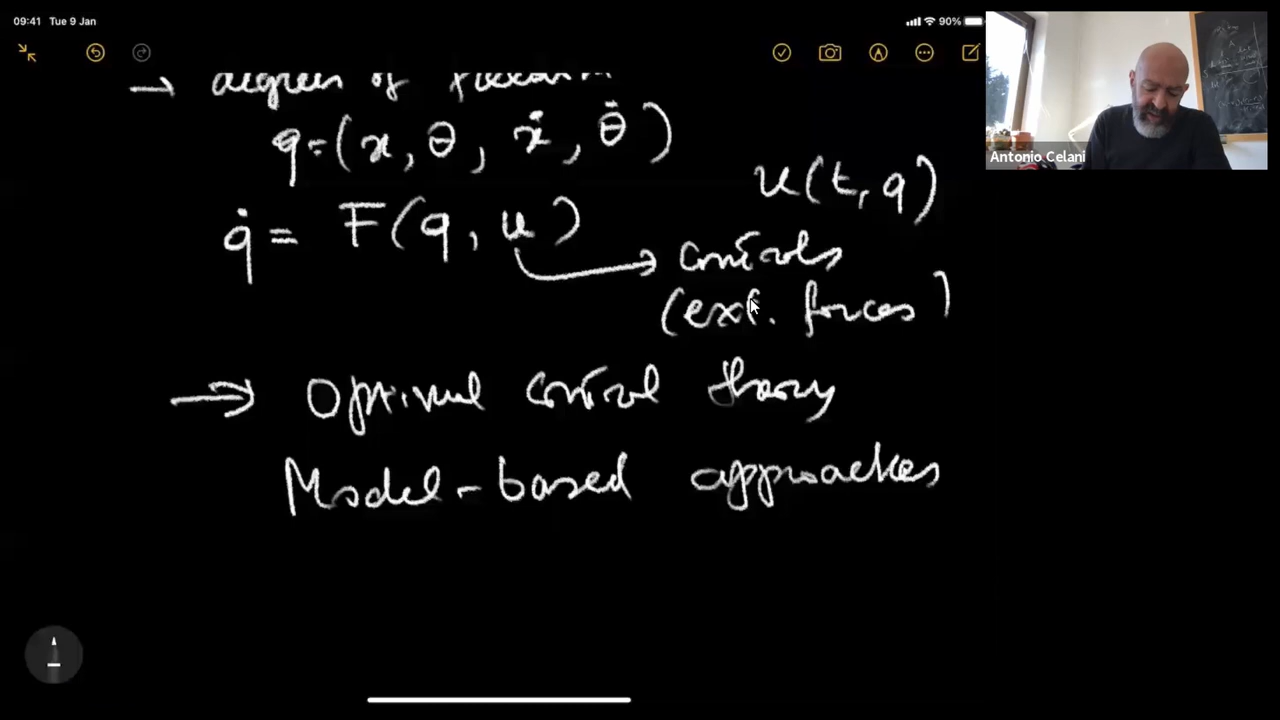 09:41 Tue 9 Jan
90%
Antonio Celani
→ degrees of freedom
q=(x, θ, ẋ, θ̇)
u(t, q)
q̇ = F(q, u)
controls
(ext. forces)
→ Optimal control theory
Model-based approaches